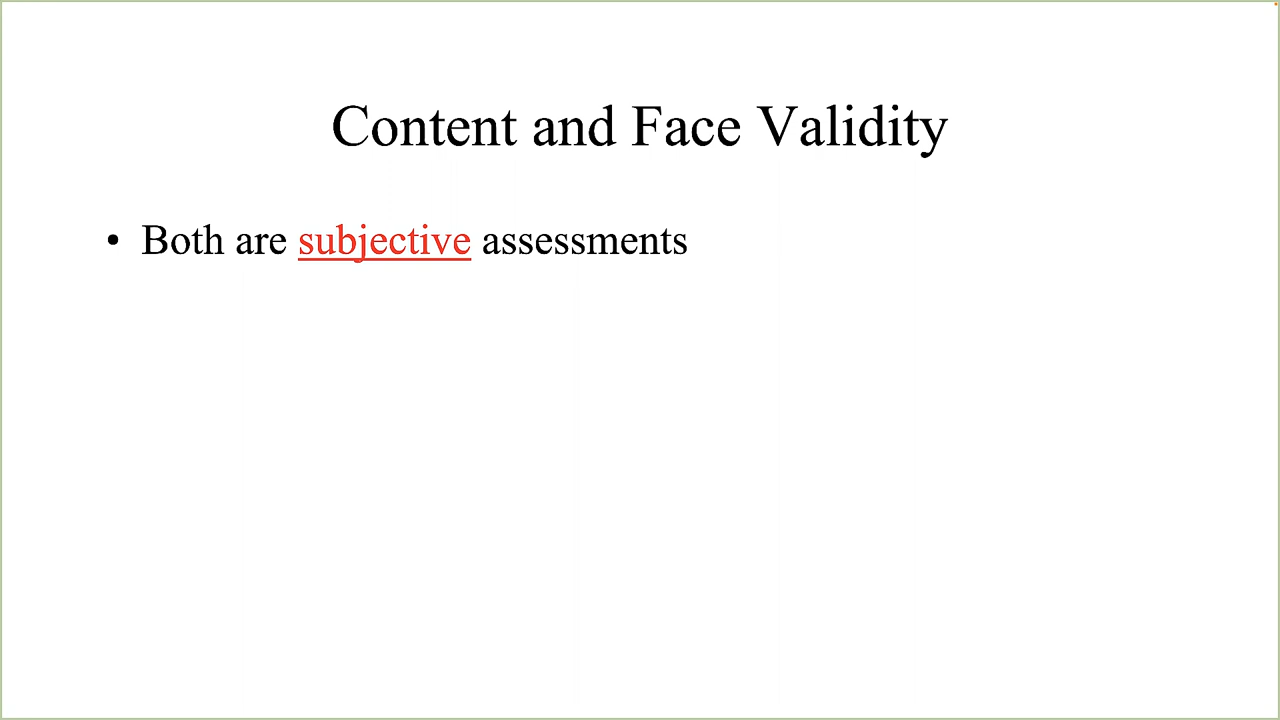 Content and Face Validity
• Both are subjective assessments